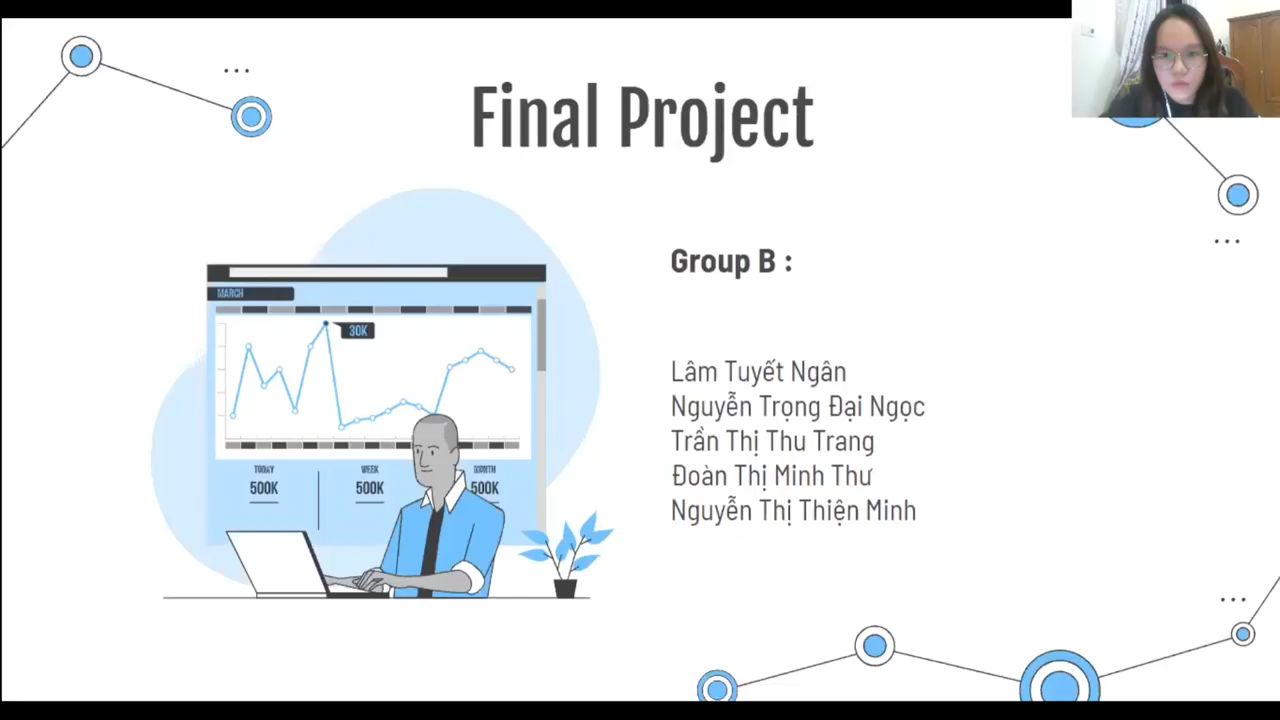 Final Project
Group B :
Lâm Tuyết Ngân
Nguyễn Trọng Đại Ngọc
Trần Thị Thu Trang
Đoàn Thị Minh Thư
Nguyễn Thị Thiện Minh
MARCH
30K
TODAY
WEEK
MONTH
500K
500K
500K